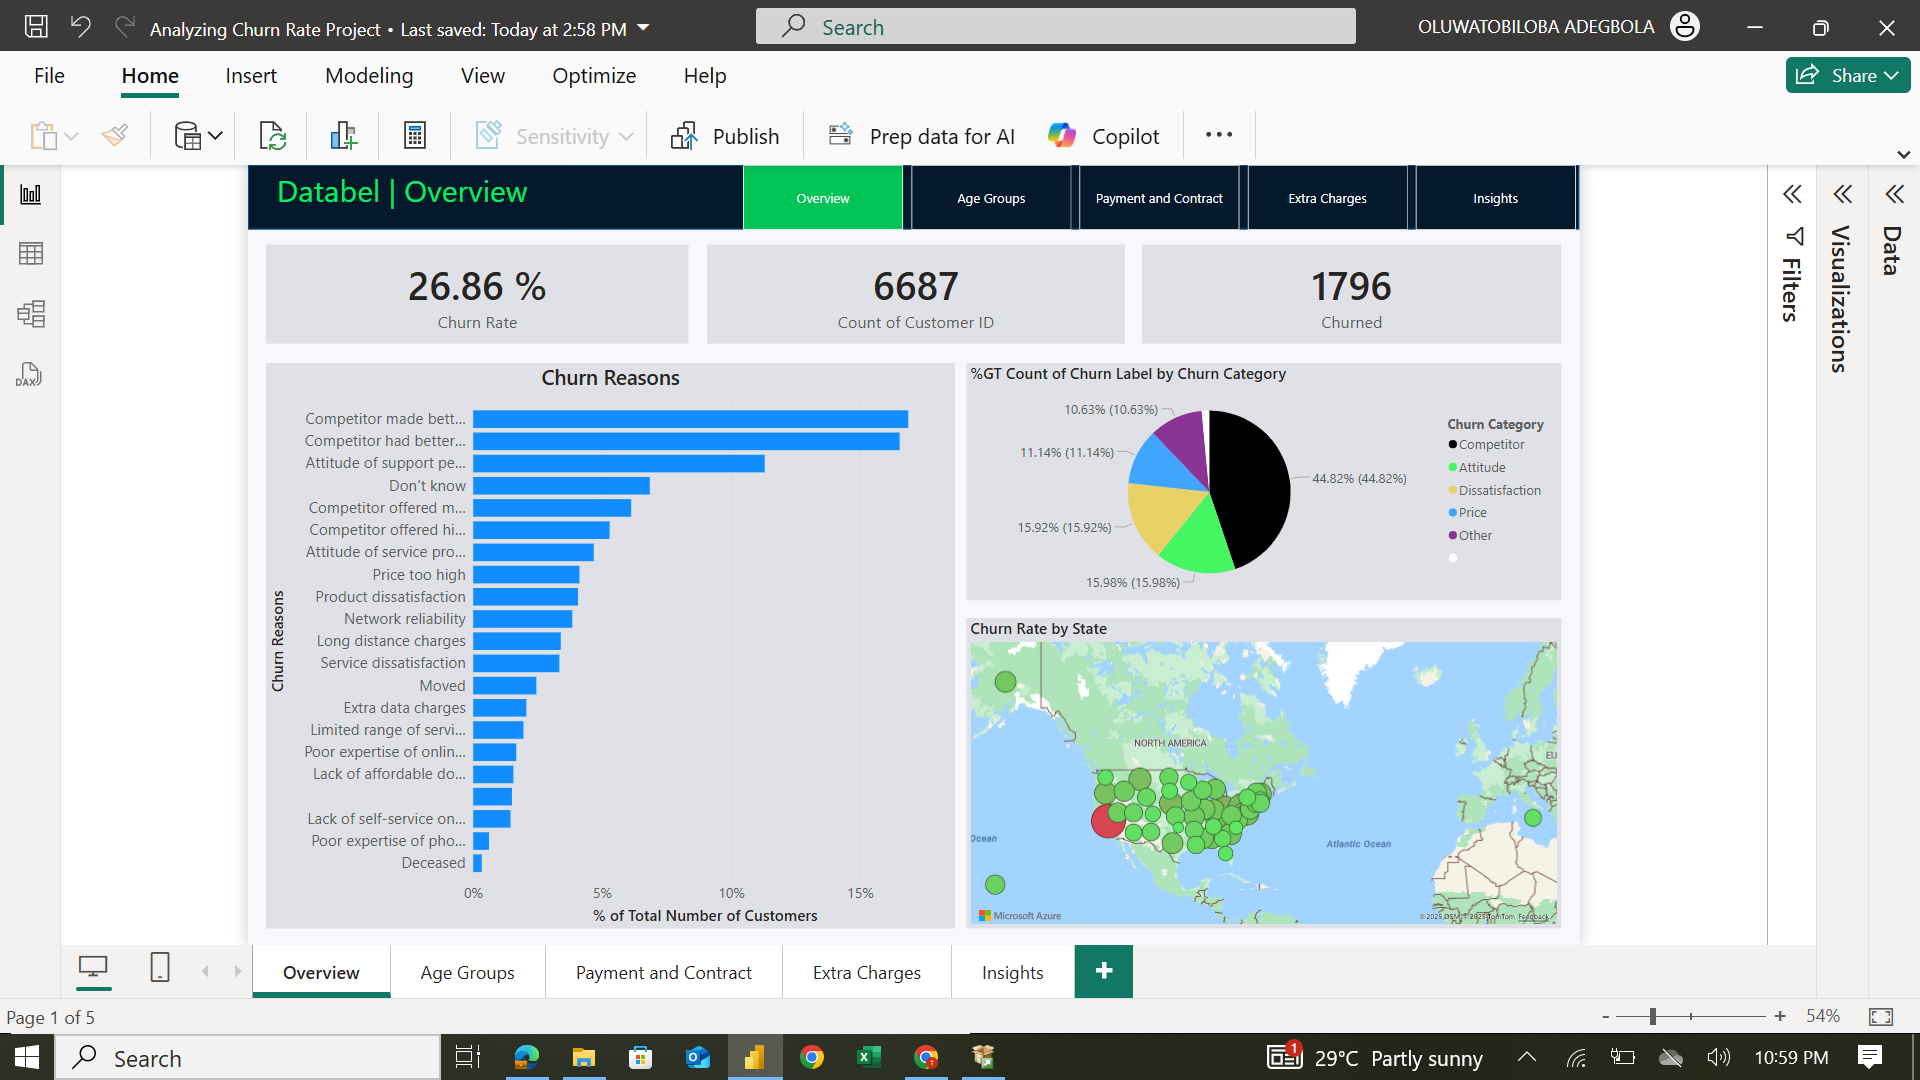 Analyzing Churn Rate Project • Last saved: Today at 2:58 PM
Search
OLUWATOBILOBA ADEGBOLA
File
Home
Insert
Modeling
View
Optimize
Help
Share
Sensitivity
Publish
Prep data for AI
Copilot
DAX
Databel | Overview
Overview
Age Groups
Payment and Contract
Extra Charges
Insights
Filters
Visualizations
Data
26.86 %
Churn Rate
6687
Count of Customer ID
1796
Churned
Churn Reasons
Churn Reasons
Competitor made bett...
Competitor had better...
Attitude of support pe...
Don't know
Competitor offered m...
Competitor offered hi...
Attitude of service pro...
Price too high
Product dissatisfaction
Network reliability
Long distance charges
Service dissatisfaction
Moved
Extra data charges
Limited range of servi...
Poor expertise of onlin...
Lack of affordable do...
Lack of self-service on...
Poor expertise of pho...
Deceased
0%
5%
10%
15%
% of Total Number of Customers
%GT Count of Churn Label by Churn Category
10.63% (10.63%)
11.14% (11.14%)
15.92% (15.92%)
15.98% (15.98%)
44.82% (44.82%)
Churn Category
Competitor
Attitude
Dissatisfaction
Price
Other
Churn Rate by State
NORTH AMERICA
EU
Ocean
Atlantic Ocean
Microsoft Azure
©2025 OSM ©2025 TomTom Feedback
Overview
Age Groups
Payment and Contract
Extra Charges
Insights
+
Page 1 of 5
- + 54%
Search
1
29°C Partly sunny
10:59 PM